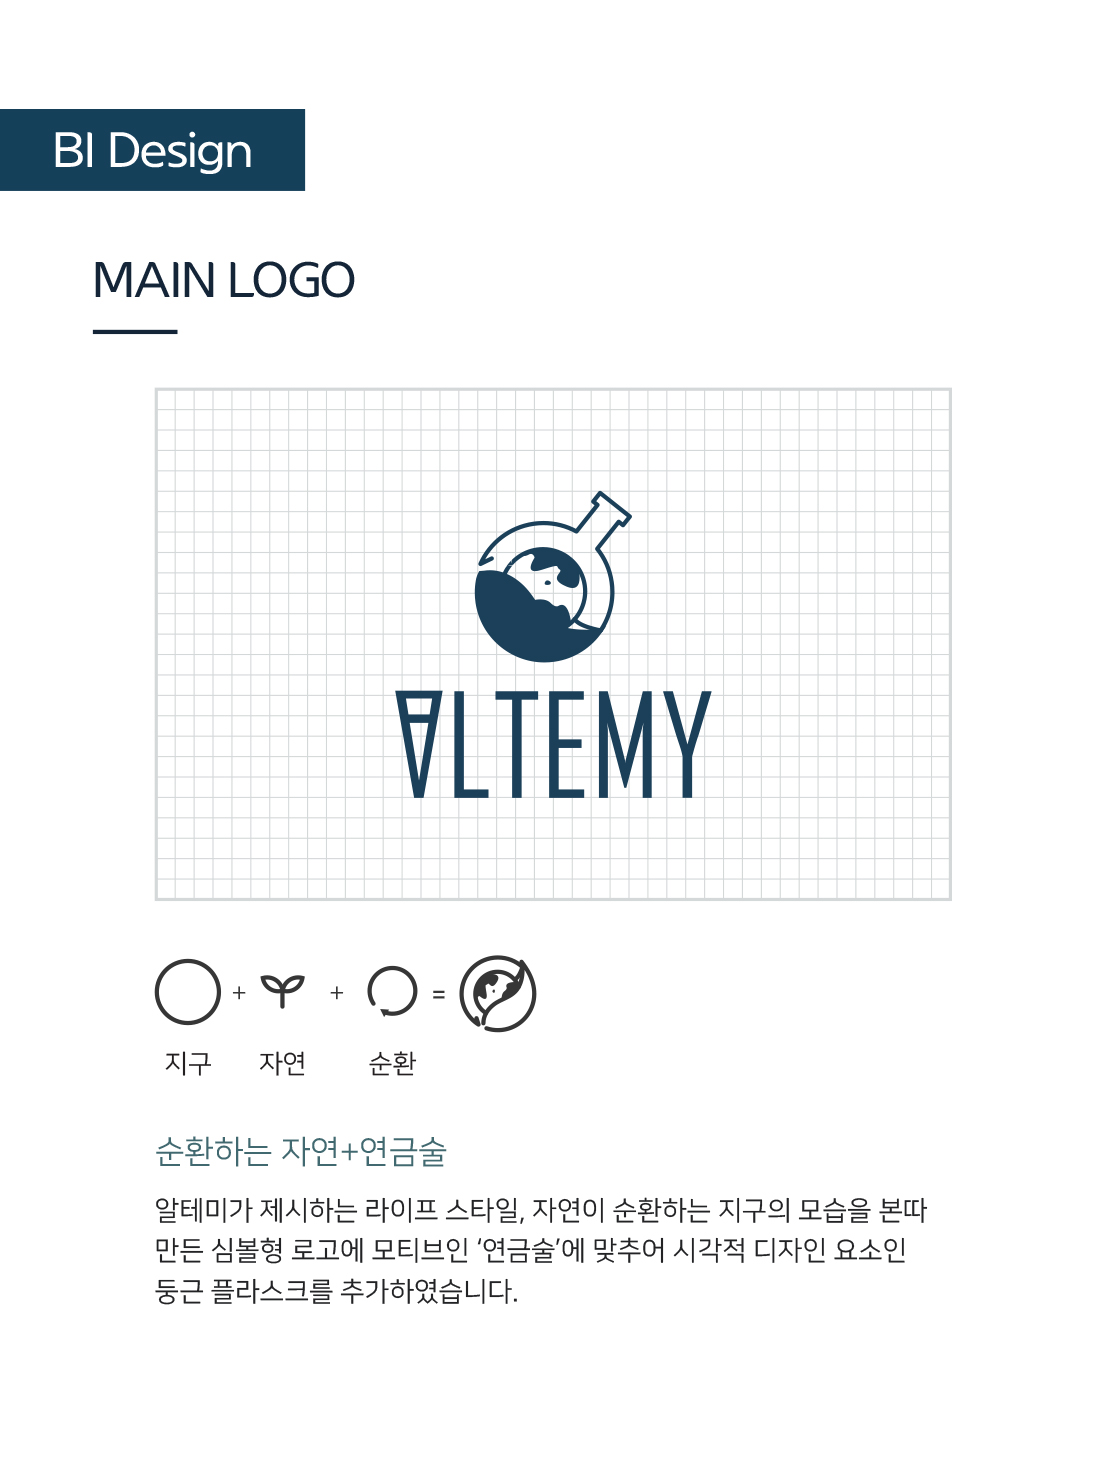 BI Design
MAIN LOGO
ALTEMY
+ + =
지구 자연 순환
순환하는 자연+연금술
알테미가 제시하는 라이프 스타일, 자연이 순환하는 지구의 모습을 본따
만든 심볼형 로고에 모티브인 ‘연금술’에 맞추어 시각적 디자인 요소인
둥근 플라스크를 추가하였습니다.